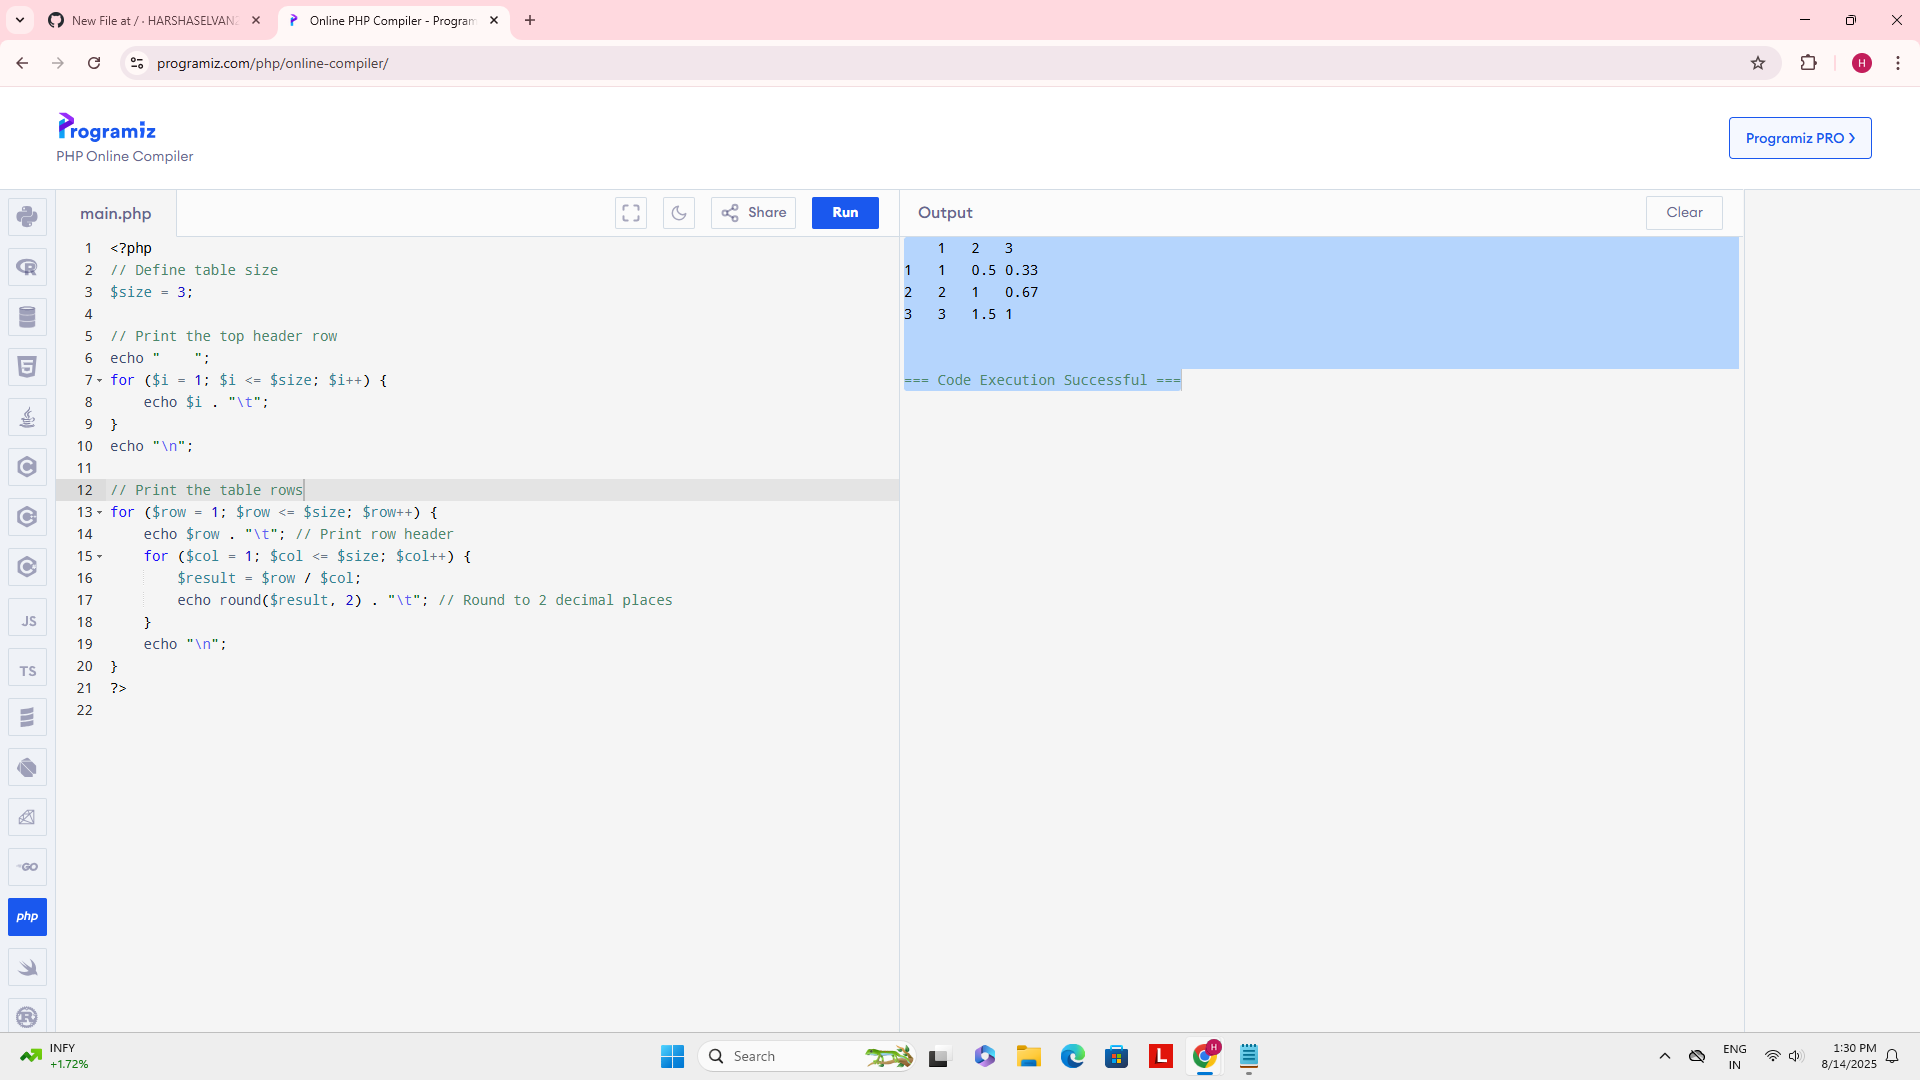 New File at / · HARSHASELVAN
Online PHP Compiler - Program
programiz.com/php/online-compiler/
H
Programiz
PHP Online Compiler
Programiz PRO ❯
main.php
Share
Run
Output
Clear
1 <?php
2 // Define table size
3 $size = 3;
4
5 // Print the top header row
6 echo "    ";
7 for ($i = 1; $i <= $size; $i++) {
8     echo $i . "\t";
9 }
10 echo "\n";
11
12 // Print the table rows
13 for ($row = 1; $row <= $size; $row++) {
14     echo $row . "\t"; // Print row header
15     for ($col = 1; $col <= $size; $col++) {
16         $result = $row / $col;
17         echo round($result, 2) . "\t"; // Round to 2 decimal places
18     }
19     echo "\n";
20 }
21 ?>
22
    1   2   3
1   1   0.5 0.33
2   2   1   0.67
3   3   1.5 1
=== Code Execution Successful ===
JS
TS
GO
php
INFY
+1.72%
Search
L
H
ENG
IN
1:30 PM
8/14/2025